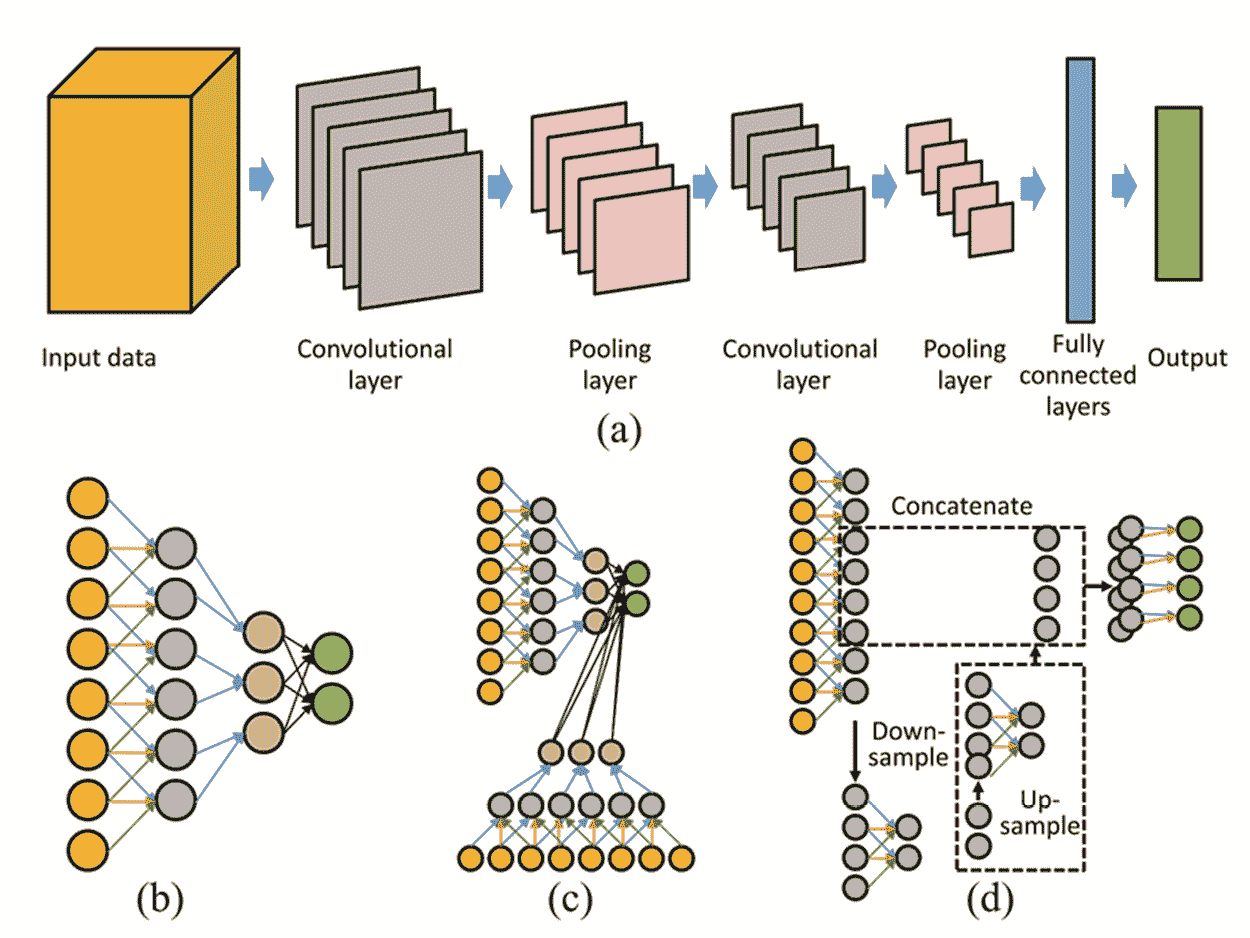 Input data
Convolutional
layer
Pooling
layer
Convolutional
layer
Pooling
layer
Fully
connected
layers
Output
(a)
Concatenate
Down-
sample
Up-
sample
(b)
(c)
(d)